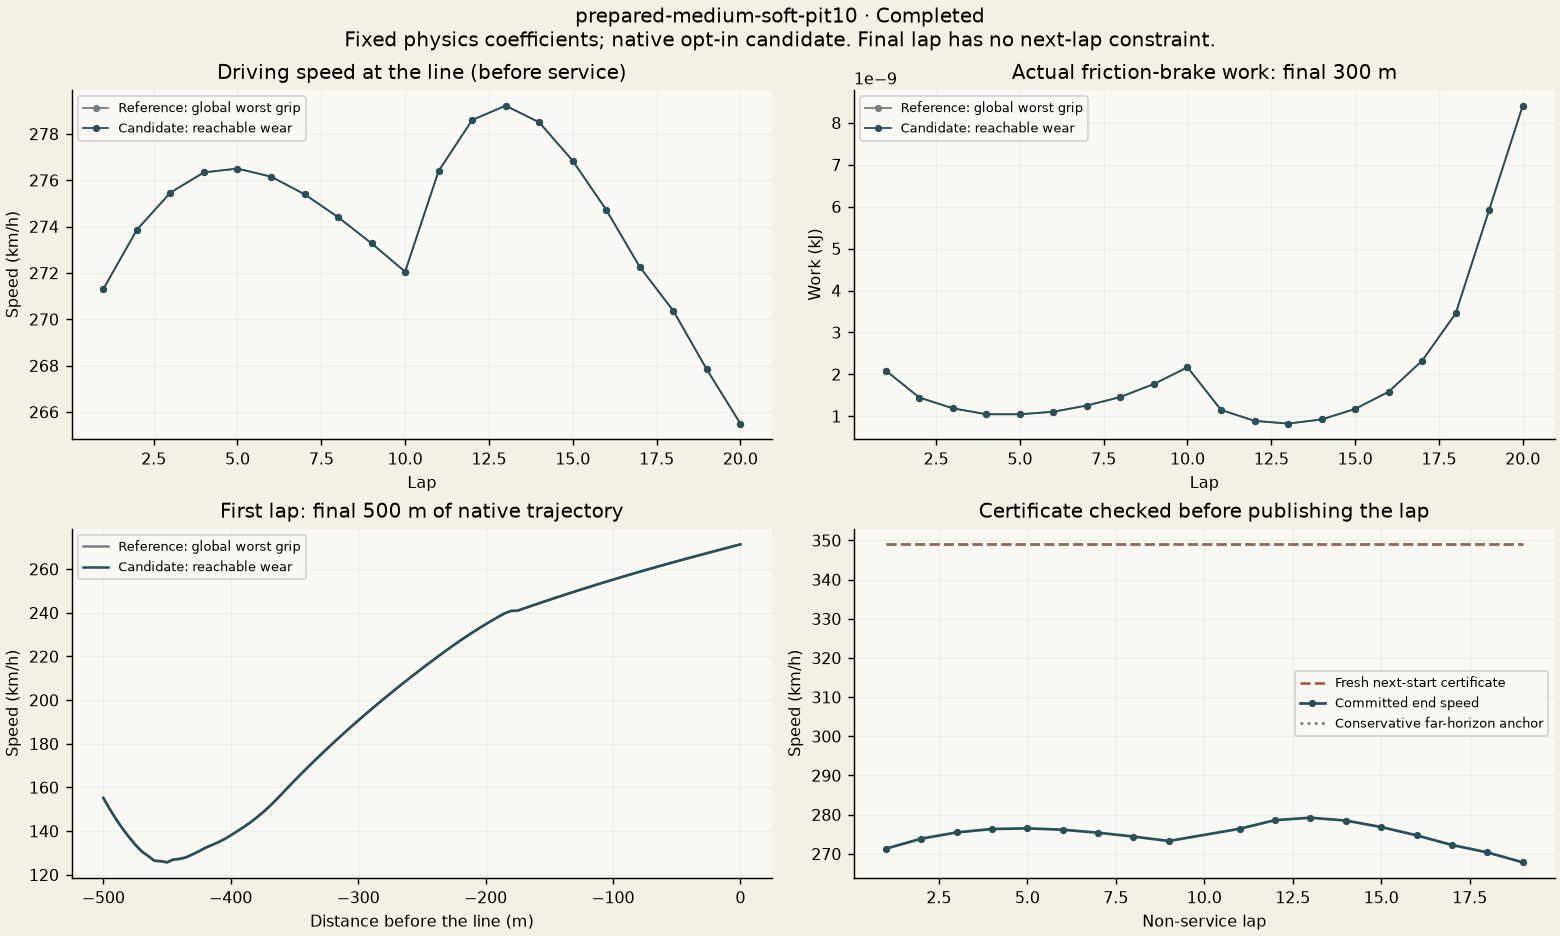 prepared-medium-soft-pit10 · Completed
Fixed physics coefficients; native opt-in candidate. Final lap has no next-lap constraint.
Driving speed at the line (before service)
Reference: global worst grip
Candidate: reachable wear
278
276
274
272
270
268
266
Speed (km/h)
2.5 5.0 7.5 10.0 12.5 15.0 17.5 20.0
Lap
Actual friction-brake work: final 300 m
1e−9
Reference: global worst grip
Candidate: reachable wear
8
7
6
5
4
3
2
1
Work (kJ)
2.5 5.0 7.5 10.0 12.5 15.0 17.5 20.0
Lap
First lap: final 500 m of native trajectory
Reference: global worst grip
Candidate: reachable wear
260
240
220
200
180
160
140
120
Speed (km/h)
−500 −400 −300 −200 −100 0
Distance before the line (m)
Certificate checked before publishing the lap
350
340
330
320
310
300
290
280
270
Speed (km/h)
Fresh next-start certificate
Committed end speed
Conservative far-horizon anchor
2.5 5.0 7.5 10.0 12.5 15.0 17.5
Non-service lap